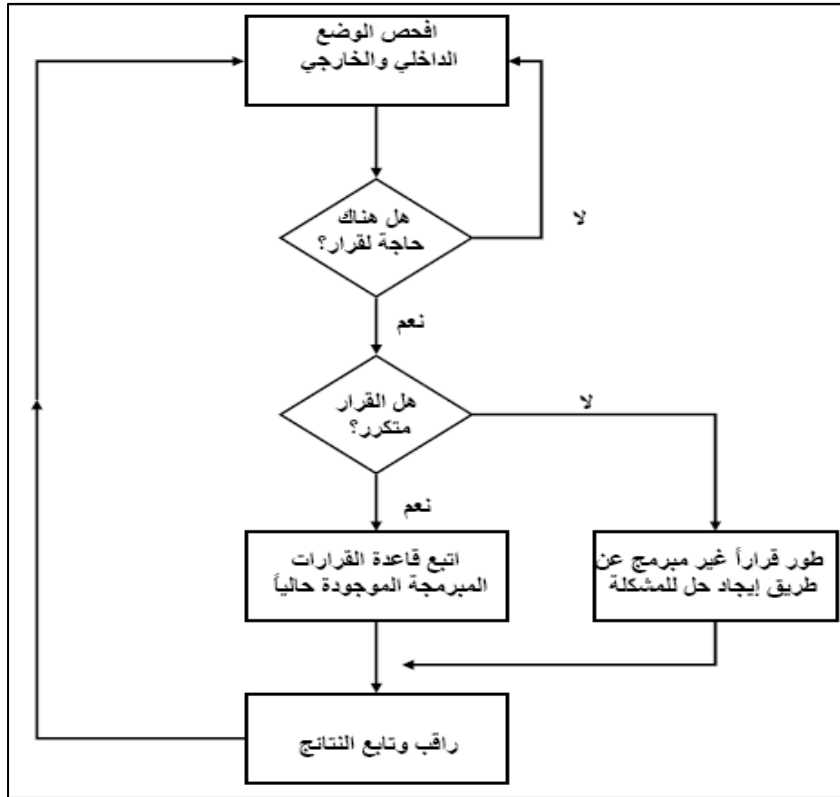 افحص الوضع
الداخلي والخارجي
لا
هل هناك
حاجة لقرار؟
نعم
هل القرار
متكرر؟
لا
نعم
اتبع قاعدة القرارات
المبرمجة الموجودة حالياً
طور قراراً غير مبرمج عن
طريق إيجاد حل للمشكلة
راقب وتابع النتائج